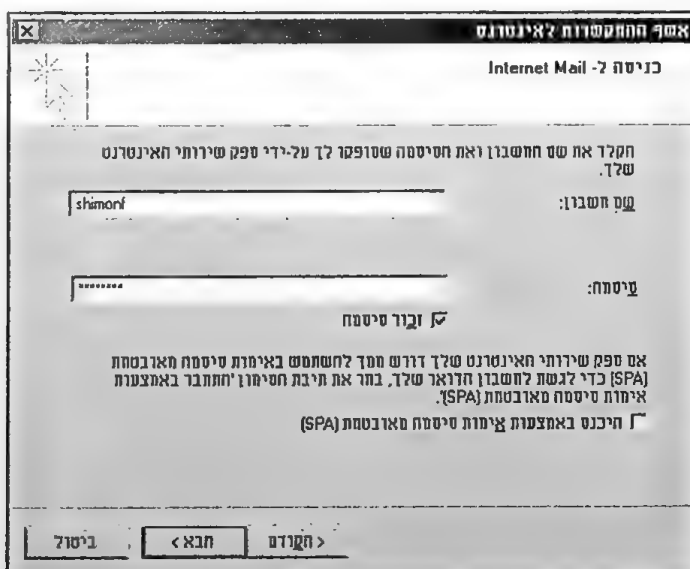 אשף ההתקשרות לאינטרנט
כניסה ל- Internet Mail
הקלד את שם החשבון ואת הסיסמה שסופקו לך על-ידי ספק שירותי האינטרנט
שלך.
שם חשבון: shimonf
סיסמה: ********
זכור סיסמה
אם ספק שירותי האינטרנט שלך דורש ממך להשתמש באימות סיסמה מאובטחת
(SPA) כדי לגשת לחשבון הדואר שלך, בחר את תיבת הסימון 'התחבר באמצעות
אימות סיסמה מאובטחת (SPA)'.
היכנס באמצעות אימות סיסמה מאובטחת (SPA)
< הקודם הבא > ביטול